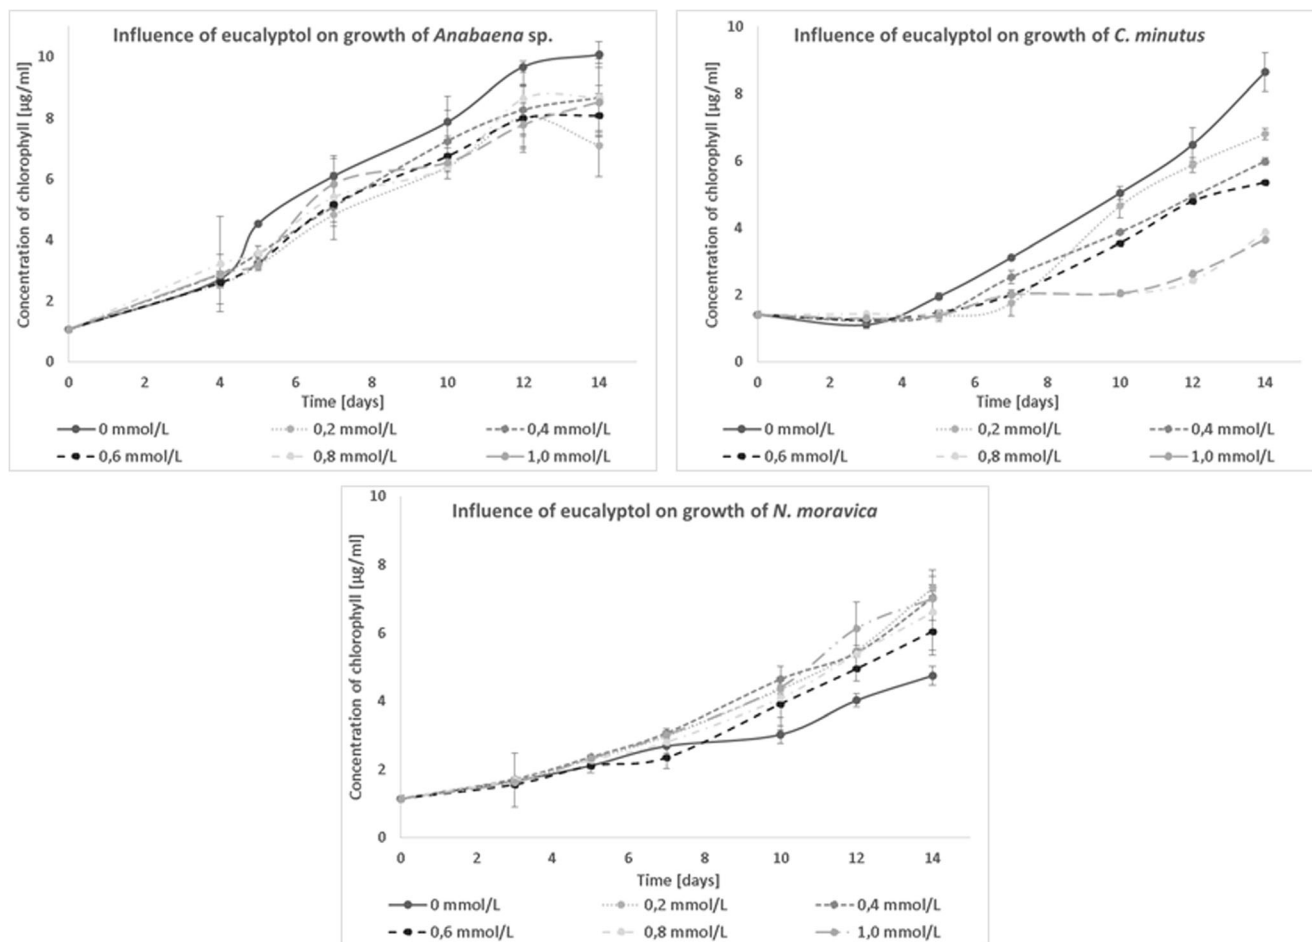 Influence of eucalyptol on growth of Anabaena sp.
Concentration of chlorophyll [µg/ml]
10
8
6
4
2
0
0 2 4 6 8 10 12 14
Time [days]
0 mmol/L 0,2 mmol/L 0,4 mmol/L
0,6 mmol/L 0,8 mmol/L 1,0 mmol/L
Influence of eucalyptol on growth of C. minutus
Concentration of chlorophyll [µg/ml]
10
8
6
4
2
0
0 2 4 6 8 10 12 14
Time [days]
0 mmol/L 0,2 mmol/L 0,4 mmol/L
0,6 mmol/L 0,8 mmol/L 1,0 mmol/L
Influence of eucalyptol on growth of N. moravica
Concentration of chlorophyll [µg/ml]
10
8
6
4
2
0
0 2 4 6 8 10 12 14
Time [days]
0 mmol/L 0,2 mmol/L 0,4 mmol/L
0,6 mmol/L 0,8 mmol/L 1,0 mmol/L